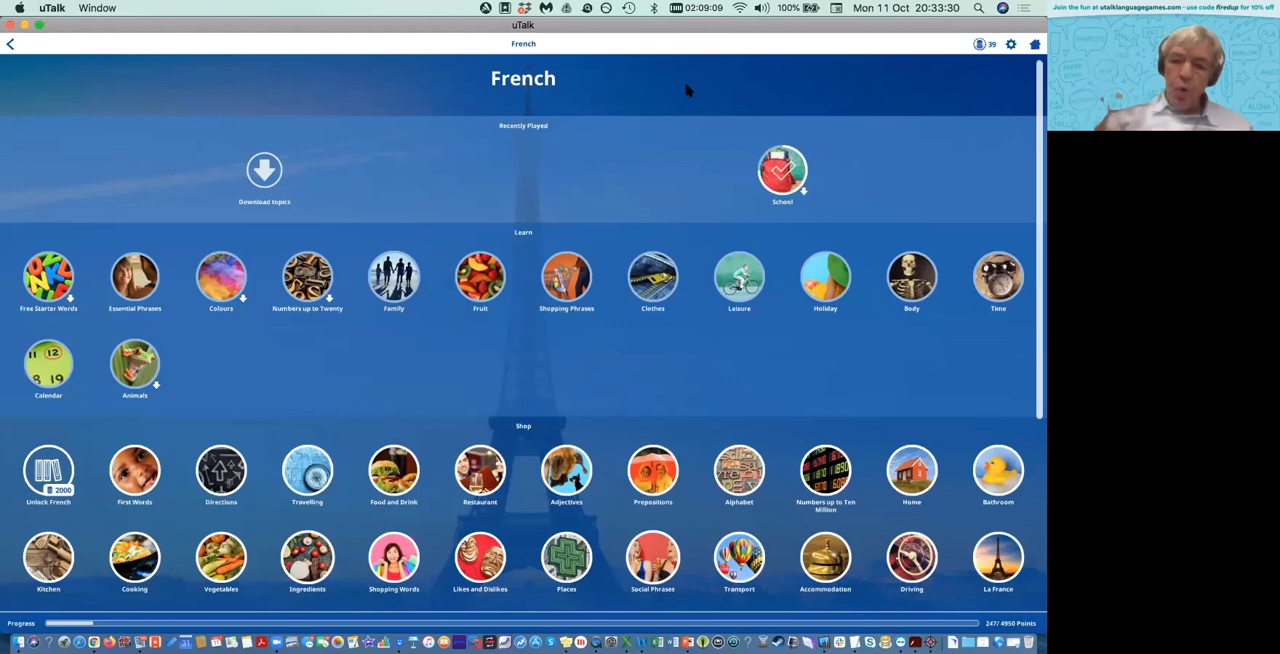 uTalk Window 02:09:09 100% Mon 11 Oct 20:33:30
uTalk
French 39
Join the fun at utalklanguagegames.com - use code firedup for 10% off
ALOHA
French
Recently Played
Download topics School
Learn
Free Starter Words Essential Phrases Colours Numbers up to Twenty Family Fruit Shopping Phrases Clothes Leisure Holiday Body Time
Calendar Animals
Shop
2000
Unlock French First Words Directions Travelling Food and Drink Restaurant Adjectives Prepositions Alphabet Numbers up to Ten Million Home Bathroom
Kitchen Cooking Vegetables Ingredients Shopping Words Likes and Dislikes Places Social Phrases Transport Accommodation Driving La France
Progress 247/ 4950 Points